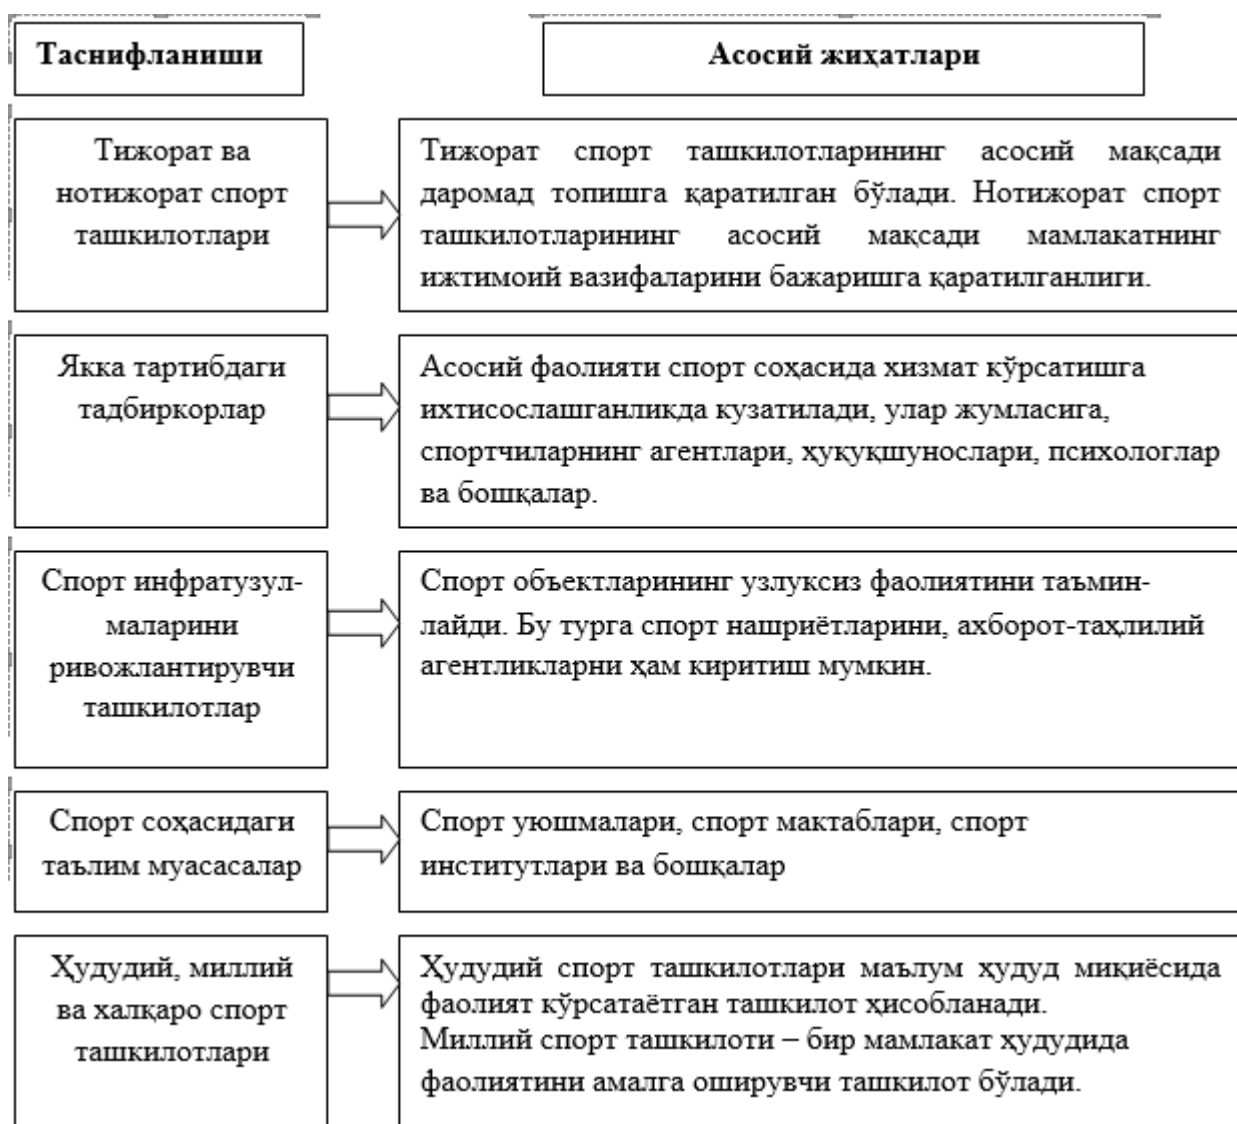 Таснифланиши
Асосий жиҳатлари
Тижорат ва
нотижорат спорт
ташкилотлари
Тижорат спорт ташкилотларининг асосий мақсади
даромад топишга қаратилган бўлади. Нотижорат спорт
ташкилотларининг асосий мақсади мамлакатнинг
ижтимоий вазифаларини бажаришга қаратилганлиги.
Якка тартибдаги
тадбиркорлар
Асосий фаолияти спорт соҳасида хизмат кўрсатишга
ихтисослашганликда кузатилади, улар жумласига,
спортчиларнинг агентлари, ҳуқуқшунослари, психологлар
ва бошқалар.
Спорт инфратузул-
маларини
ривожлантирувчи
ташкилотлар
Спорт объектларининг узлуксиз фаолиятини таъмин-
лайди. Бу турга спорт нашриётларини, ахборот-таҳлилий
агентликларни ҳам киритиш мумкин.
Спорт соҳасидаги
таълим муасасалар
Спорт уюшмалари, спорт мактаблари, спорт
институтлари ва бошқалар
Ҳудудий, миллий
ва халқаро спорт
ташкилотлари
Ҳудудий спорт ташкилотлари маълум ҳудуд миқиёсида
фаолият кўрсатаётган ташкилот ҳисобланади.
Миллий спорт ташкилоти – бир мамлакат ҳудудида
фаолиятини амалга оширувчи ташкилот бўлади.